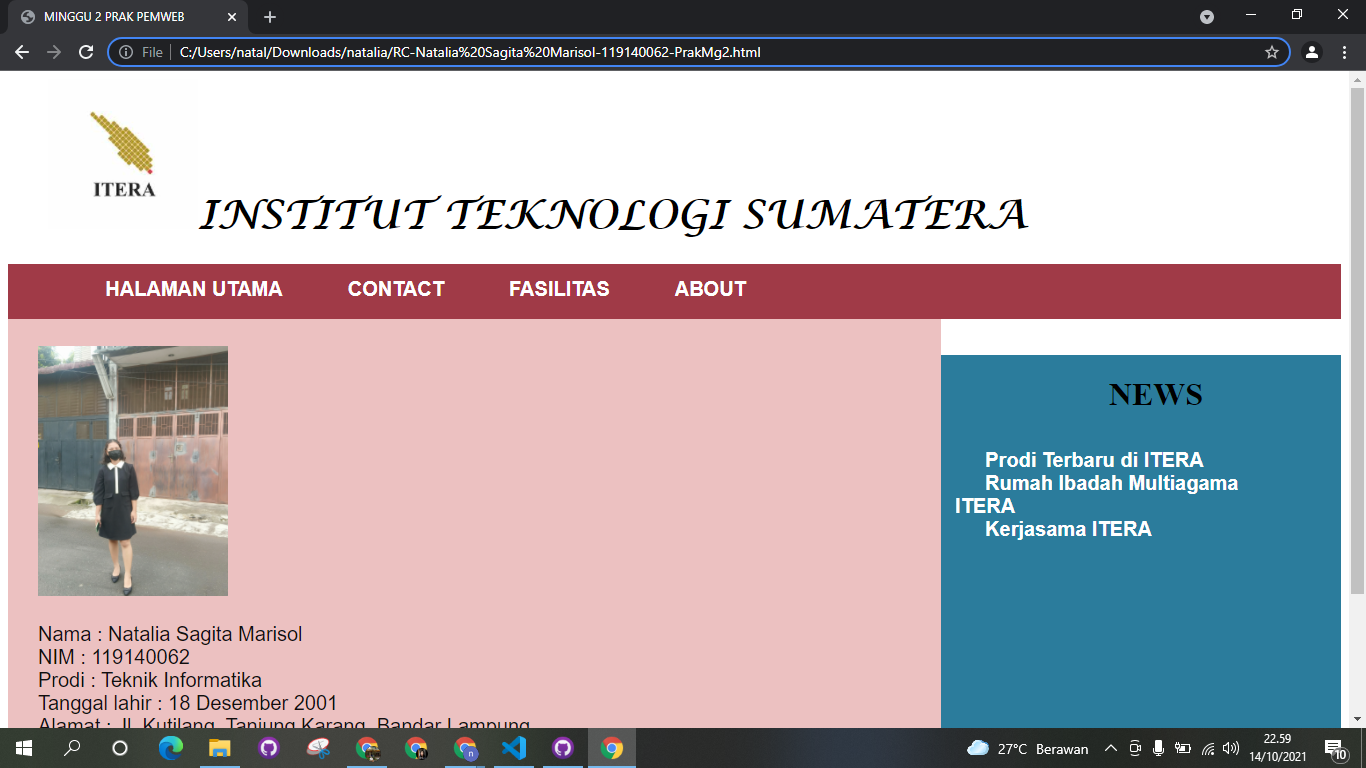 MINGGU 2 PRAK PEMWEB
File
C:/Users/natal/Downloads/natalia/RC-Natalia%20Sagita%20Marisol-119140062-PrakMg2.html
ITERA
INSTITUT TEKNOLOGI SUMATERA
HALAMAN UTAMA CONTACT FASILITAS ABOUT
Nama : Natalia Sagita Marisol
NIM : 119140062
Prodi : Teknik Informatika
Tanggal lahir : 18 Desember 2001
Alamat : Jl. Kutilang, Tanjung Karang, Bandar Lampung
NEWS
Prodi Terbaru di ITERA
Rumah Ibadah Multiagama
ITERA
Kerjasama ITERA
27°C Berawan
22.59
14/10/2021
10